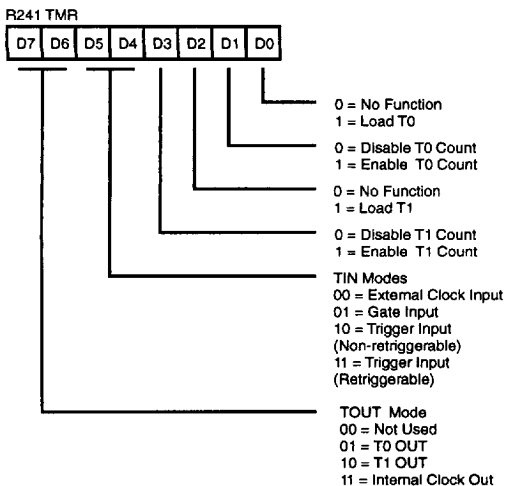 R241 TMR
D7 D6 D5 D4 D3 D2 D1 D0
0 = No Function
1 = Load T0
0 = Disable T0 Count
1 = Enable T0 Count
0 = No Function
1 = Load T1
0 = Disable T1 Count
1 = Enable T1 Count
TIN Modes
00 = External Clock Input
01 = Gate Input
10 = Trigger Input
(Non-retriggerable)
11 = Trigger Input
(Retriggerable)
TOUT Mode
00 = Not Used
01 = T0 OUT
10 = T1 OUT
11 = Internal Clock Out